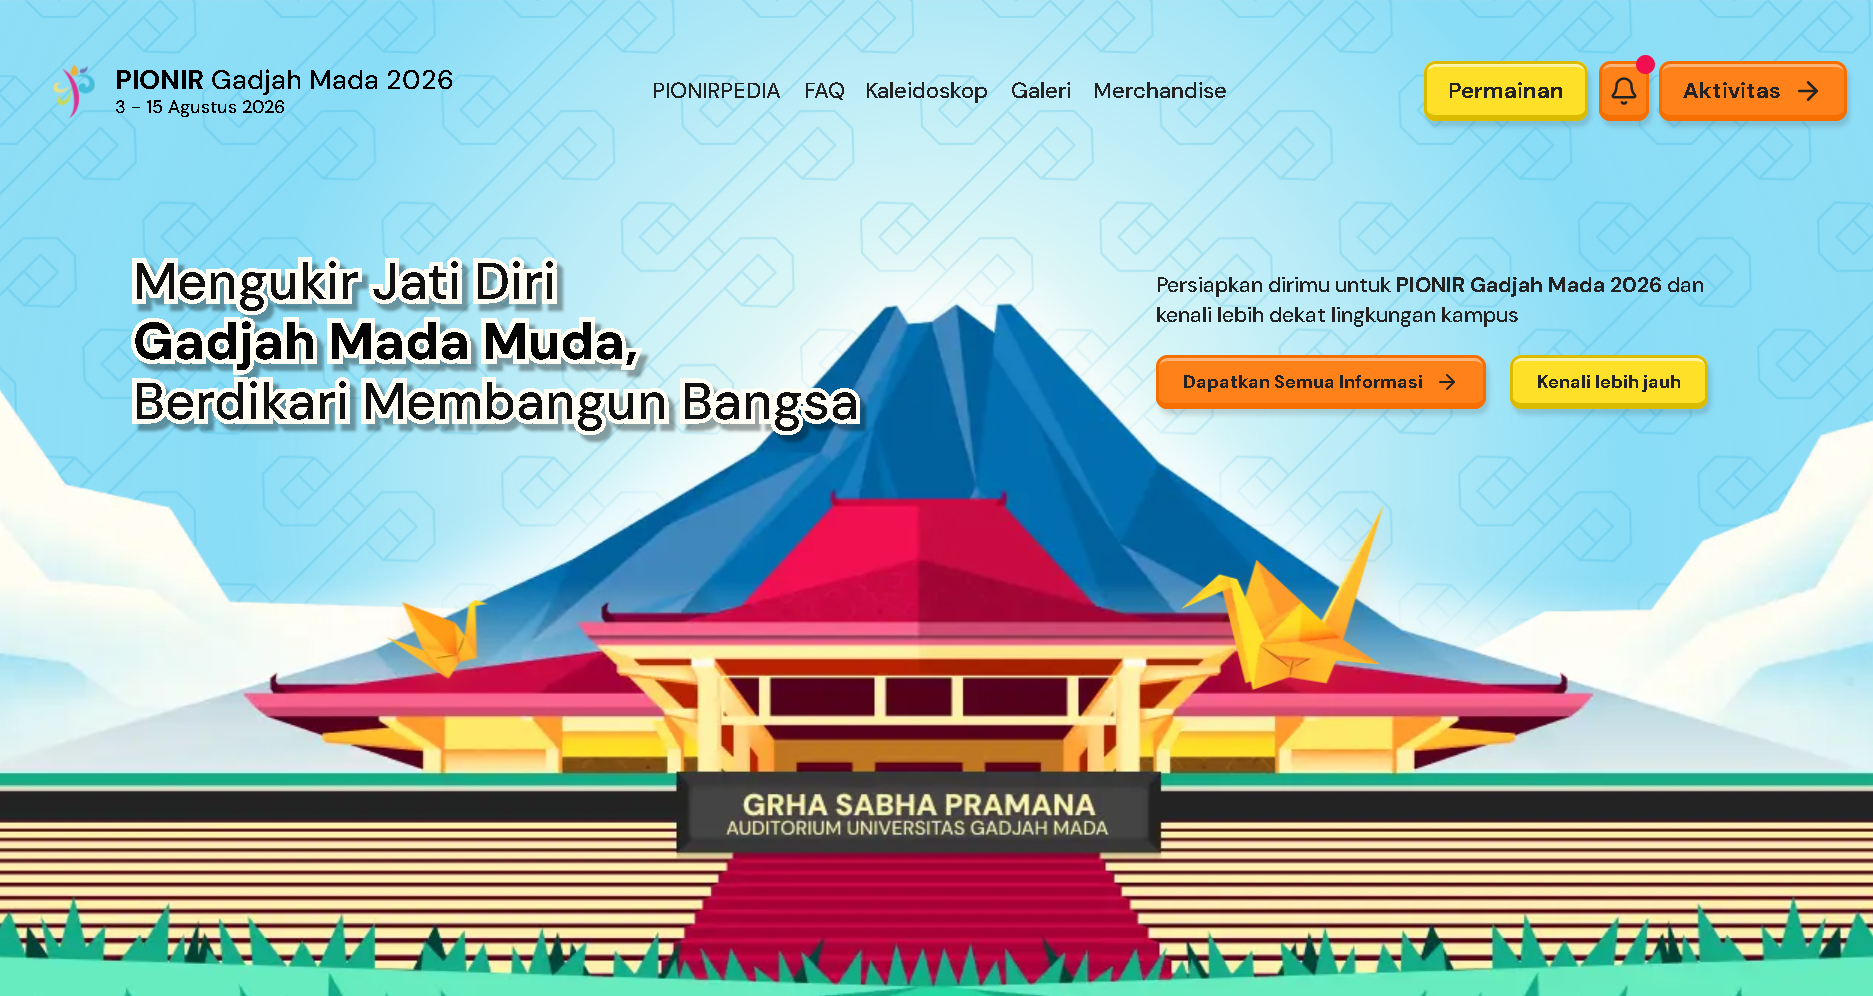 PIONIR Gadjah Mada 2026
3 – 15 Agustus 2026
PIONIRPEDIA FAQ Kaleidoskop Galeri Merchandise
Permainan
Aktivitas
Mengukir Jati Diri
Gadjah Mada Muda,
Berdikari Membangun Bangsa
Persiapkan dirimu untuk PIONIR Gadjah Mada 2026 dan
kenali lebih dekat lingkungan kampus
Dapatkan Semua Informasi
Kenali lebih jauh
GRHA SABHA PRAMANA
AUDITORIUM UNIVERSITAS GADJAH MADA